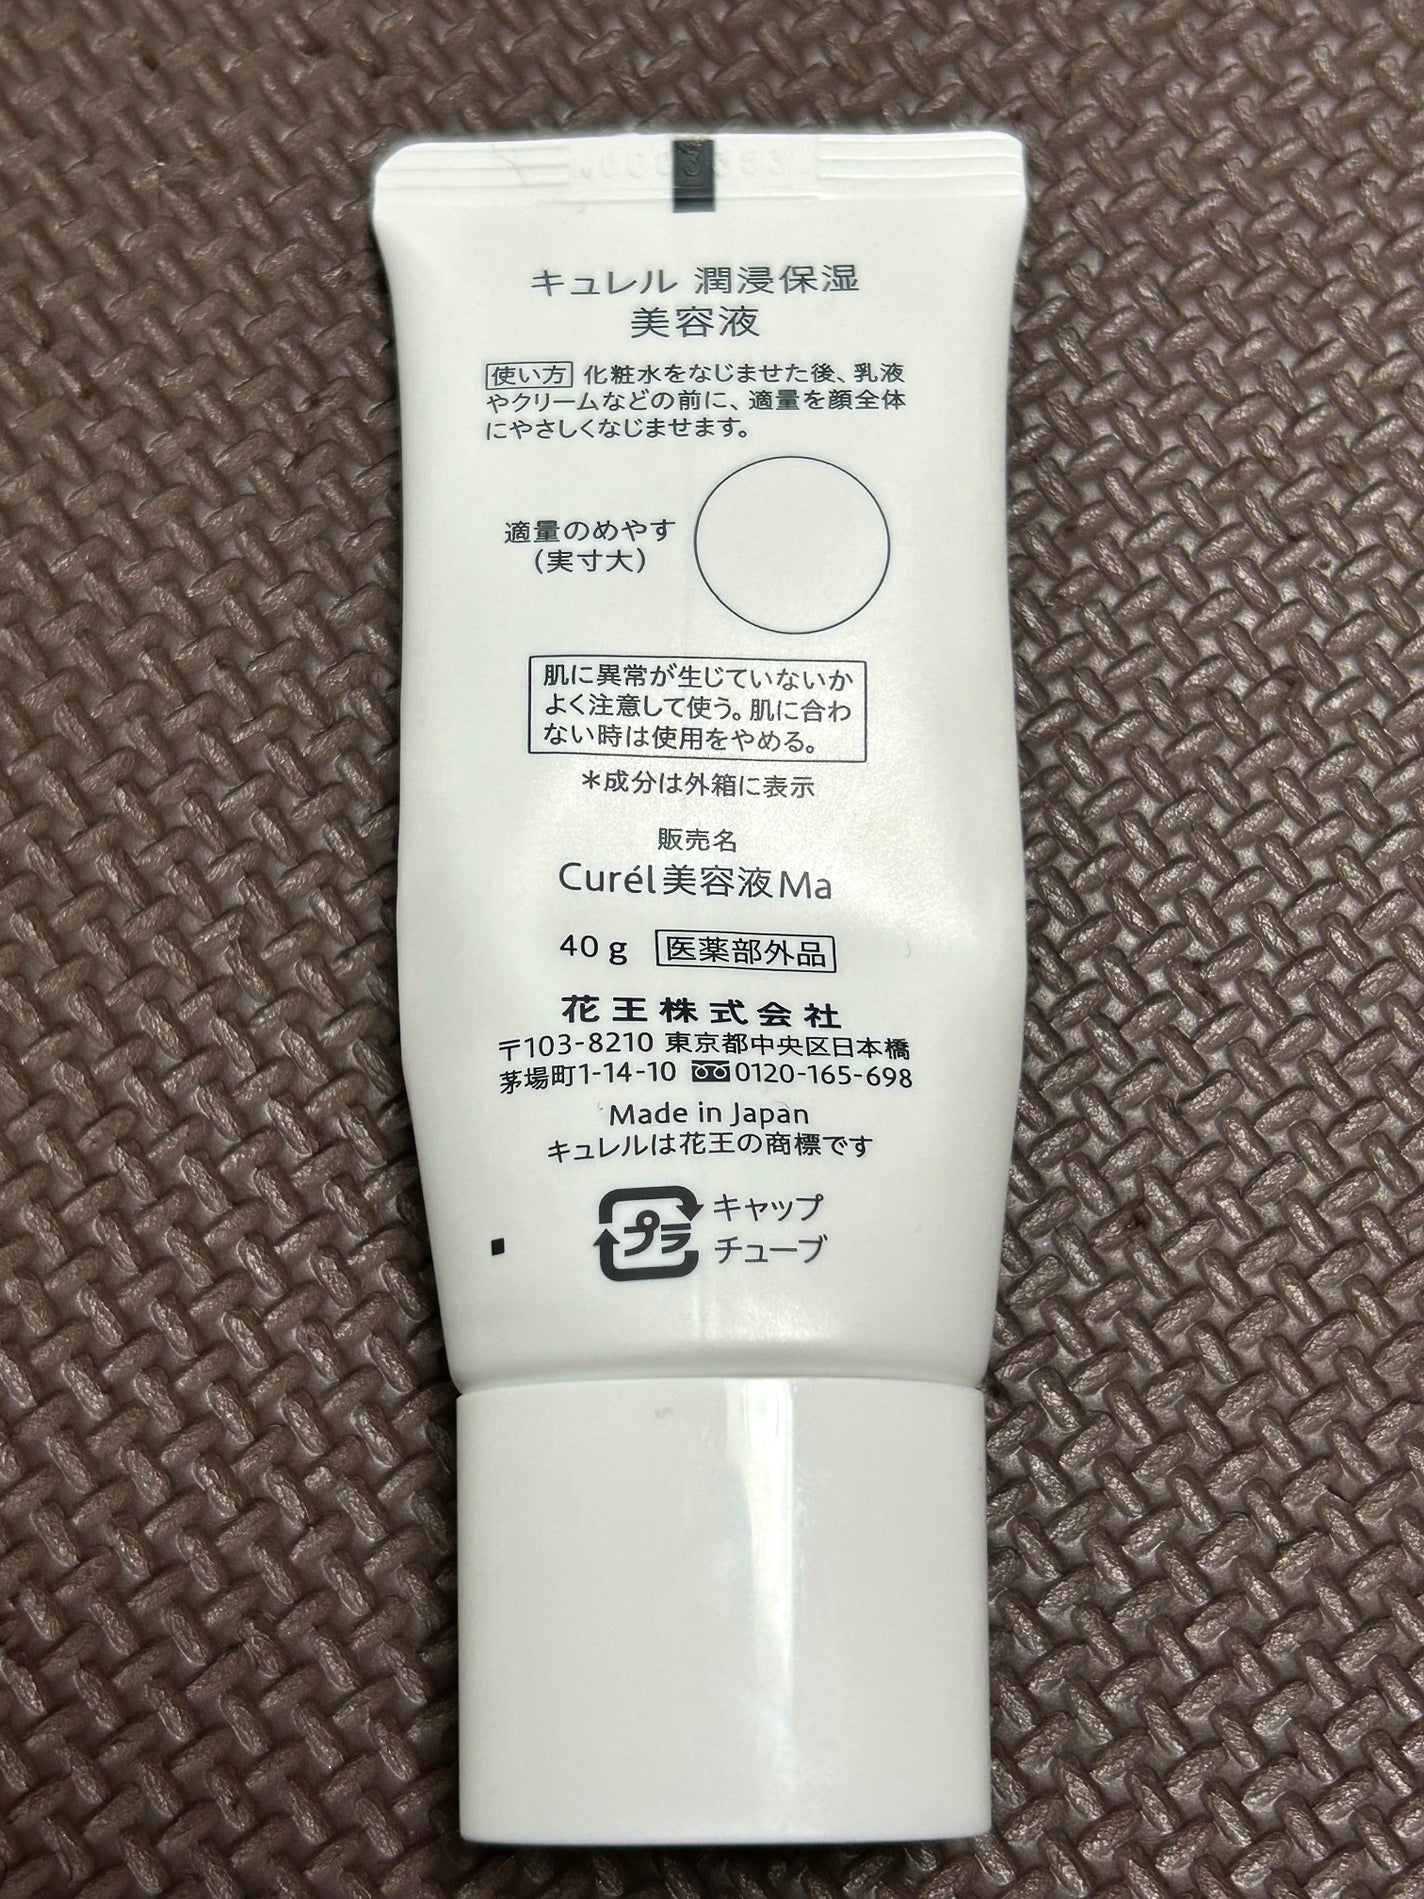 キュレル 潤浸保湿
美容液
使い方 化粧水をなじませた後、乳液
やクリームなどの前に、適量を顔全体
にやさしくなじませます。
適量のめやす
(実寸大)
肌に異常が生じていないか
よく注意して使う。肌に合わ
ない時は使用をやめる。
*成分は外箱に表示
販売名
Curél美容液Ma
40 g 医薬部外品
花王株式会社
〒103-8210 東京都中央区日本橋
茅場町1-14-10 0120-165-698
Made in Japan
キュレルは花王の商標です
プラ キャップ
チューブ